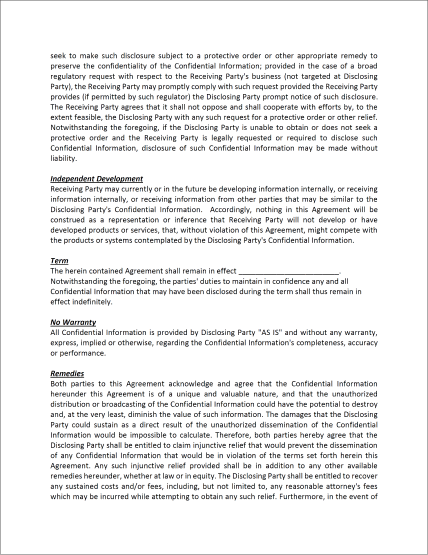 seek to make such disclosure subject to a protective order or other appropriate remedy to
preserve the confidentiality of the Confidential Information; provided in the case of a broad
regulatory request with respect to the Receiving Party's business (not targeted at Disclosing
Party), the Receiving Party may promptly comply with such request provided the Receiving Party
provides (if permitted by such regulator) the Disclosing Party prompt notice of such disclosure.
The Receiving Party agrees that it shall not oppose and shall cooperate with efforts by, to the
extent feasible, the Disclosing Party with any such request for a protective order or other relief.
Notwithstanding the foregoing, if the Disclosing Party is unable to obtain or does not seek a
protective order and the Receiving Party is legally requested or required to disclose such
Confidential Information, disclosure of such Confidential Information may be made without
liability.
Independent Development
Receiving Party may currently or in the future be developing information internally, or receiving
information internally, or receiving information from other parties that may be similar to the
Disclosing Party's Confidential Information. Accordingly, nothing in this Agreement will be
construed as a representation or inference that Receiving Party will not develop or have
developed products or services, that, without violation of this Agreement, might compete with
the products or systems contemplated by the Disclosing Party's Confidential Information.
Term
The herein contained Agreement shall remain in effect _________________________.
Notwithstanding the foregoing, the parties' duties to maintain in confidence any and all
Confidential Information that may have been disclosed during the term shall thus remain in
effect indefinitely.
No Warranty
All Confidential Information is provided by Disclosing Party "AS IS" and without any warranty,
express, implied or otherwise, regarding the Confidential Information's completeness, accuracy
or performance.
Remedies
Both parties to this Agreement acknowledge and agree that the Confidential Information
hereunder this Agreement is of a unique and valuable nature, and that the unauthorized
distribution or broadcasting of the Confidential Information could have the potential to destroy
and, at the very least, diminish the value of such information. The damages that the Disclosing
Party could sustain as a direct result of the unauthorized dissemination of the Confidential
Information would be impossible to calculate. Therefore, both parties hereby agree that the
Disclosing Party shall be entitled to claim injunctive relief that would prevent the dissemination
of any Confidential Information that would be in violation of the terms set forth herein this
Agreement. Any such injunctive relief provided shall be in addition to any other available
remedies hereunder, whether at law or in equity. The Disclosing Party shall be entitled to recover
any sustained costs and/or fees, including, but not limited to, any reasonable attorney's fees
which may be incurred while attempting to obtain any such relief. Furthermore, in the event of